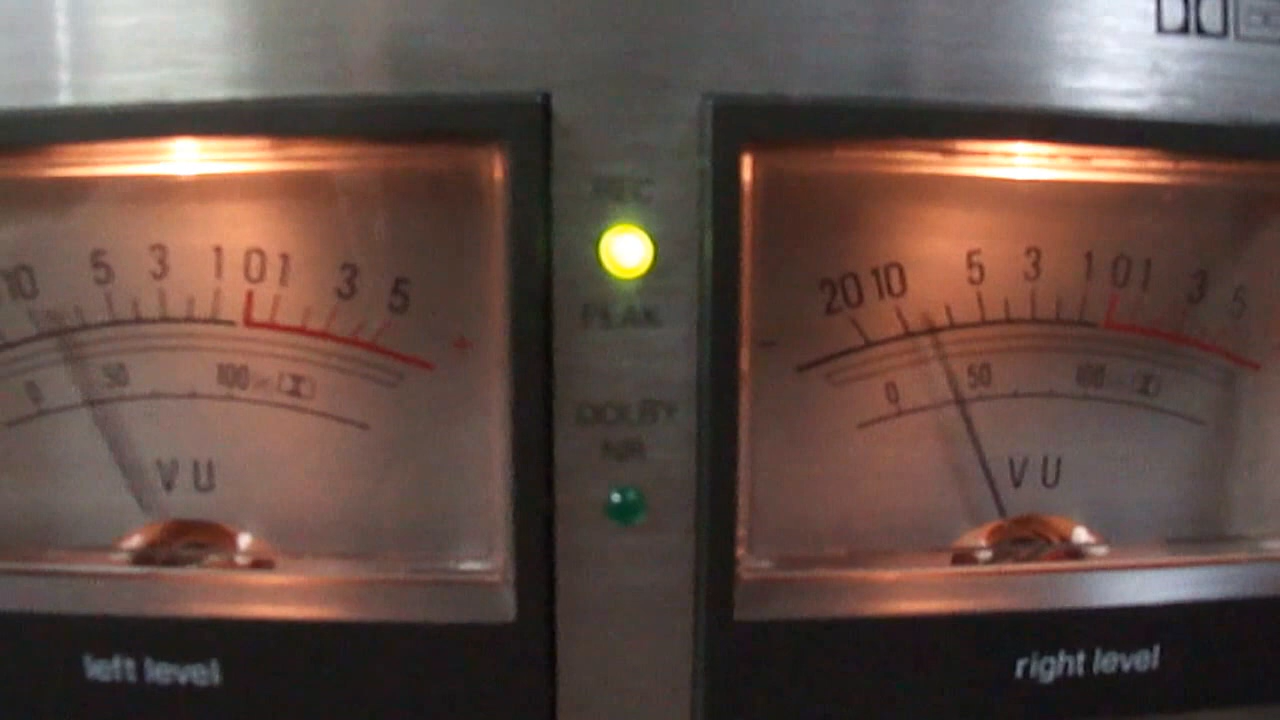 10 5 3 1 0 1 3 5
+
0 50 100 %
VU
left level
REC
PEAK
DOLBY
NR
20 10 5 3 1 0 1 3 5
-
0 50 100
VU
right level